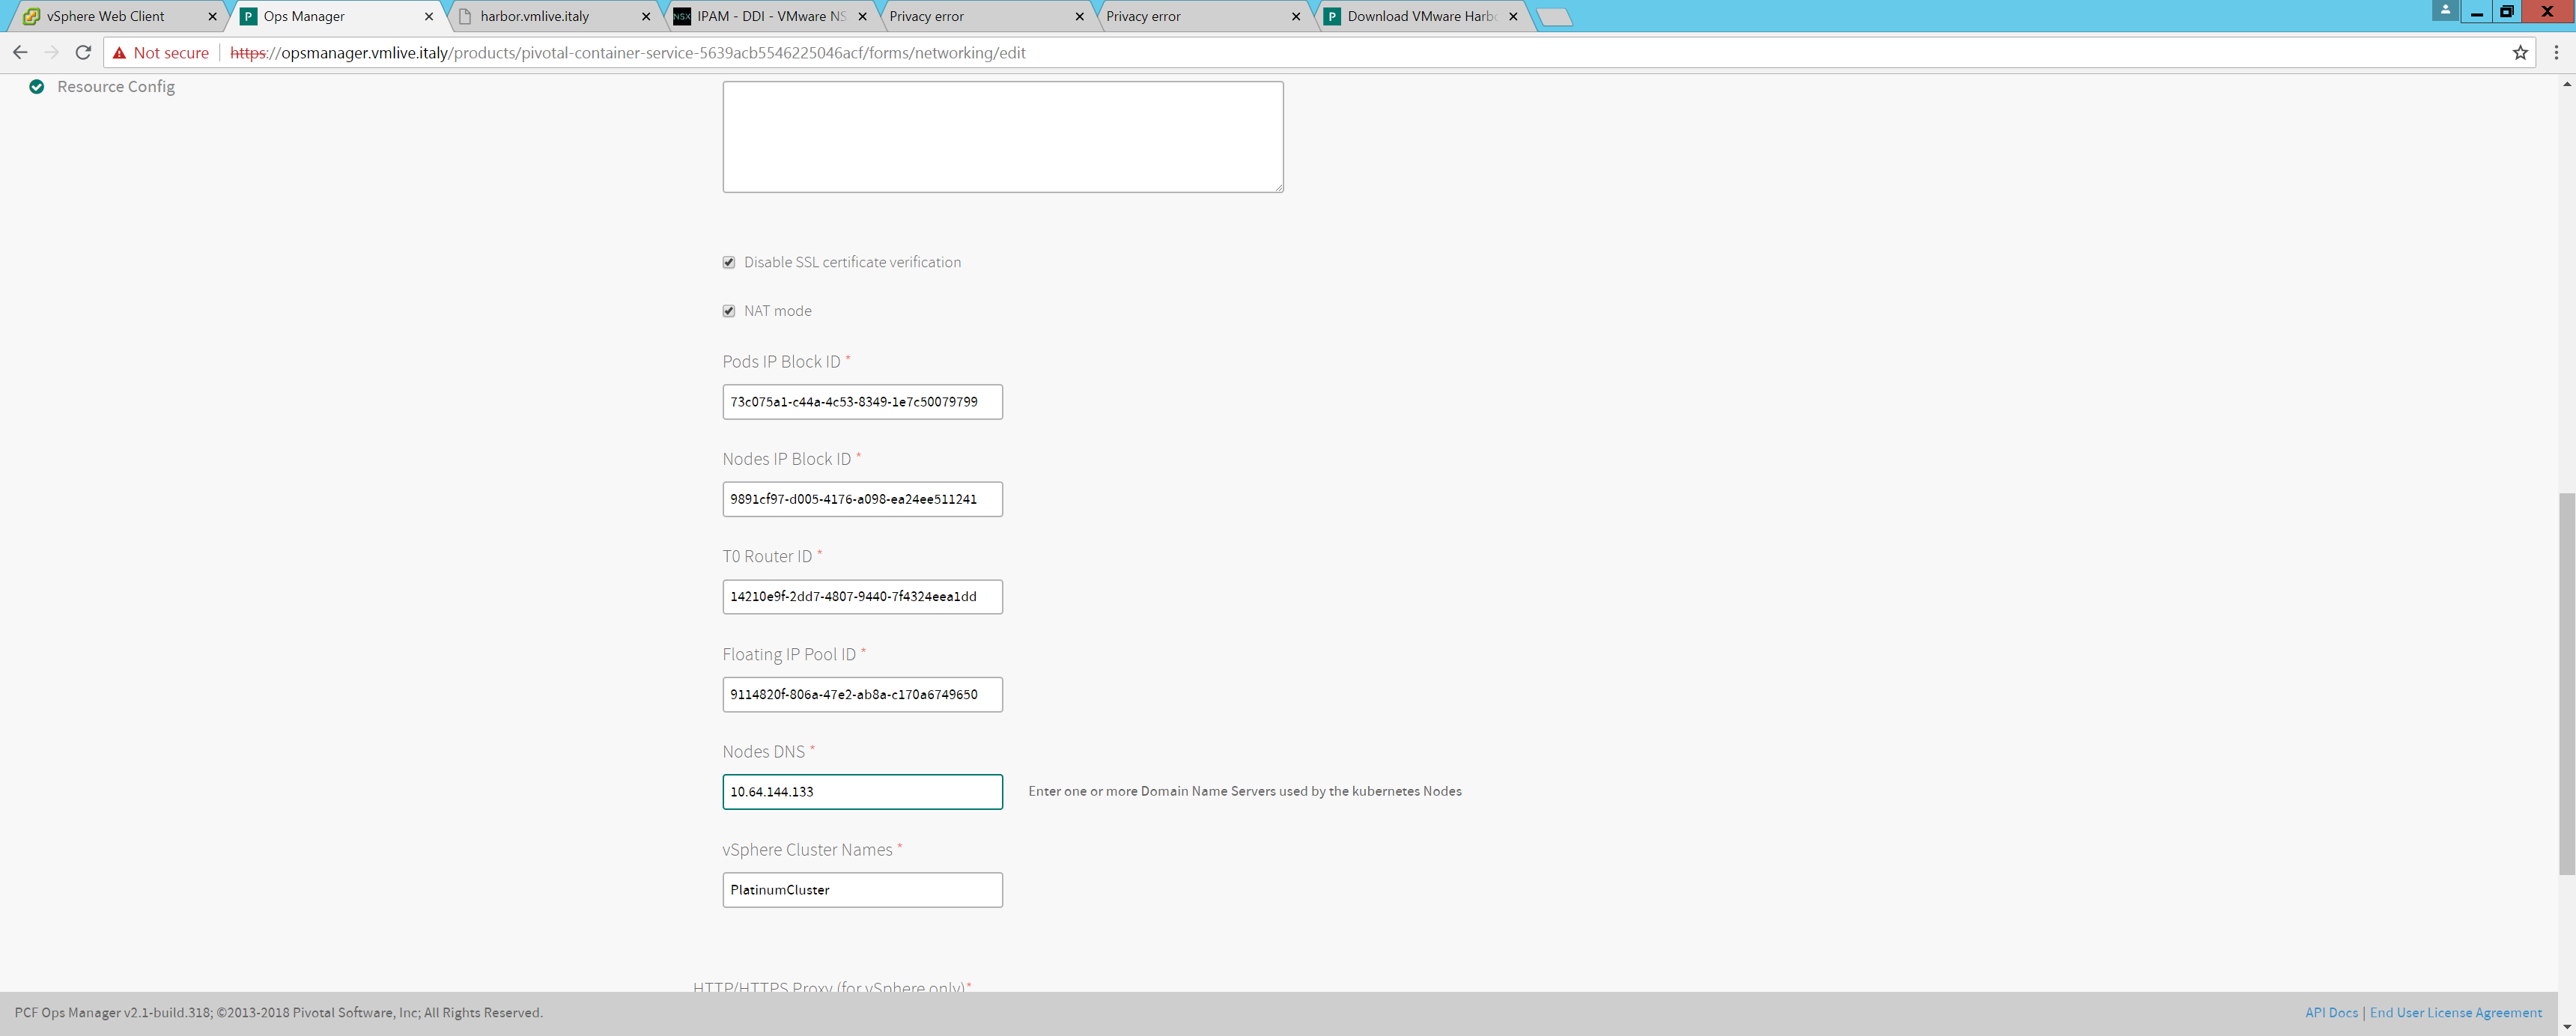 vSphere Web Client
Ops Manager
harbor.vmlive.italy
IPAM - DDI - VMware NS
Privacy error
Privacy error
Download VMware Harbo
Not secure https://opsmanager.vmlive.italy/products/pivotal-container-service-5639acb5546225046acf/forms/networking/edit
Resource Config
Disable SSL certificate verification
NAT mode
Pods IP Block ID *
73c075a1-c44a-4c53-8349-1e7c50079799
Nodes IP Block ID *
9891cf97-d005-4176-a098-ea24ee511241
T0 Router ID *
14210e9f-2dd7-4807-9440-7f4324eea1dd
Floating IP Pool ID *
9114820f-806a-47e2-ab8a-c170a6749650
Nodes DNS *
10.64.144.133
Enter one or more Domain Name Servers used by the kubernetes Nodes
vSphere Cluster Names *
PlatinumCluster
HTTP/HTTPS Proxy (for vSphere only)*
PCF Ops Manager v2.1-build.318; ©2013-2018 Pivotal Software, Inc; All Rights Reserved.
API Docs | End User License Agreement